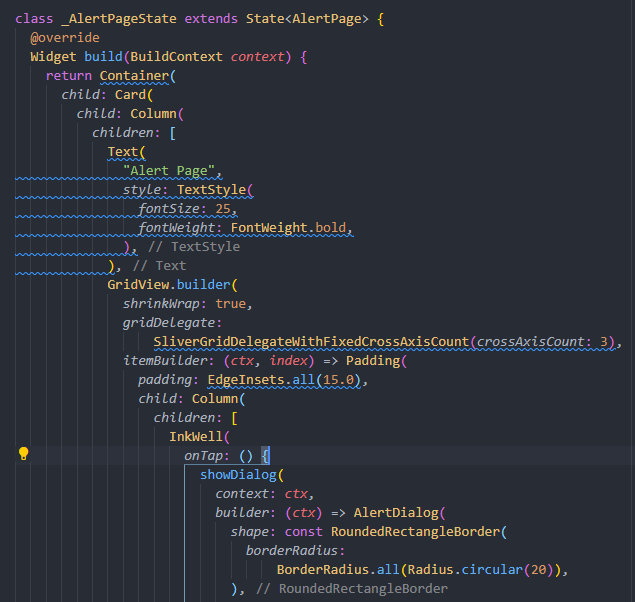 class _AlertPageState extends State<AlertPage> {
  @override
  Widget build(BuildContext context) {
    return Container(
      child: Card(
        child: Column(
          children: [
            Text(
              "Alert Page",
              style: TextStyle(
                fontSize: 25,
                fontWeight: FontWeight.bold,
              ), // TextStyle
            ), // Text
            GridView.builder(
              shrinkWrap: true,
              gridDelegate:
                  SliverGridDelegateWithFixedCrossAxisCount(crossAxisCount: 3),
              itemBuilder: (ctx, index) => Padding(
                padding: EdgeInsets.all(15.0),
                child: Column(
                  children: [
                    InkWell(
                      onTap: () {
                        showDialog(
                          context: ctx,
                          builder: (ctx) => AlertDialog(
                            shape: const RoundedRectangleBorder(
                              borderRadius:
                                  BorderRadius.all(Radius.circular(20)),
                            ), // RoundedRectangleBorder